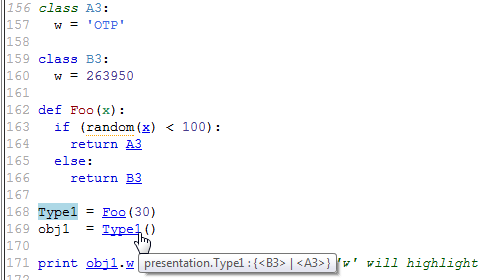 156 class A3:
157 w = 'OTP'
158
159 class B3:
160 w = 263950
161
162 def Foo(x):
163 if (random(x) < 100):
164 return A3
165 else:
166 return B3
167
168 Type1 = Foo(30)
169 obj1 = Type1()
170
171 print obj1.w 'w' will highlight
presentation.Type1 : {<B3> | <A3>}
172